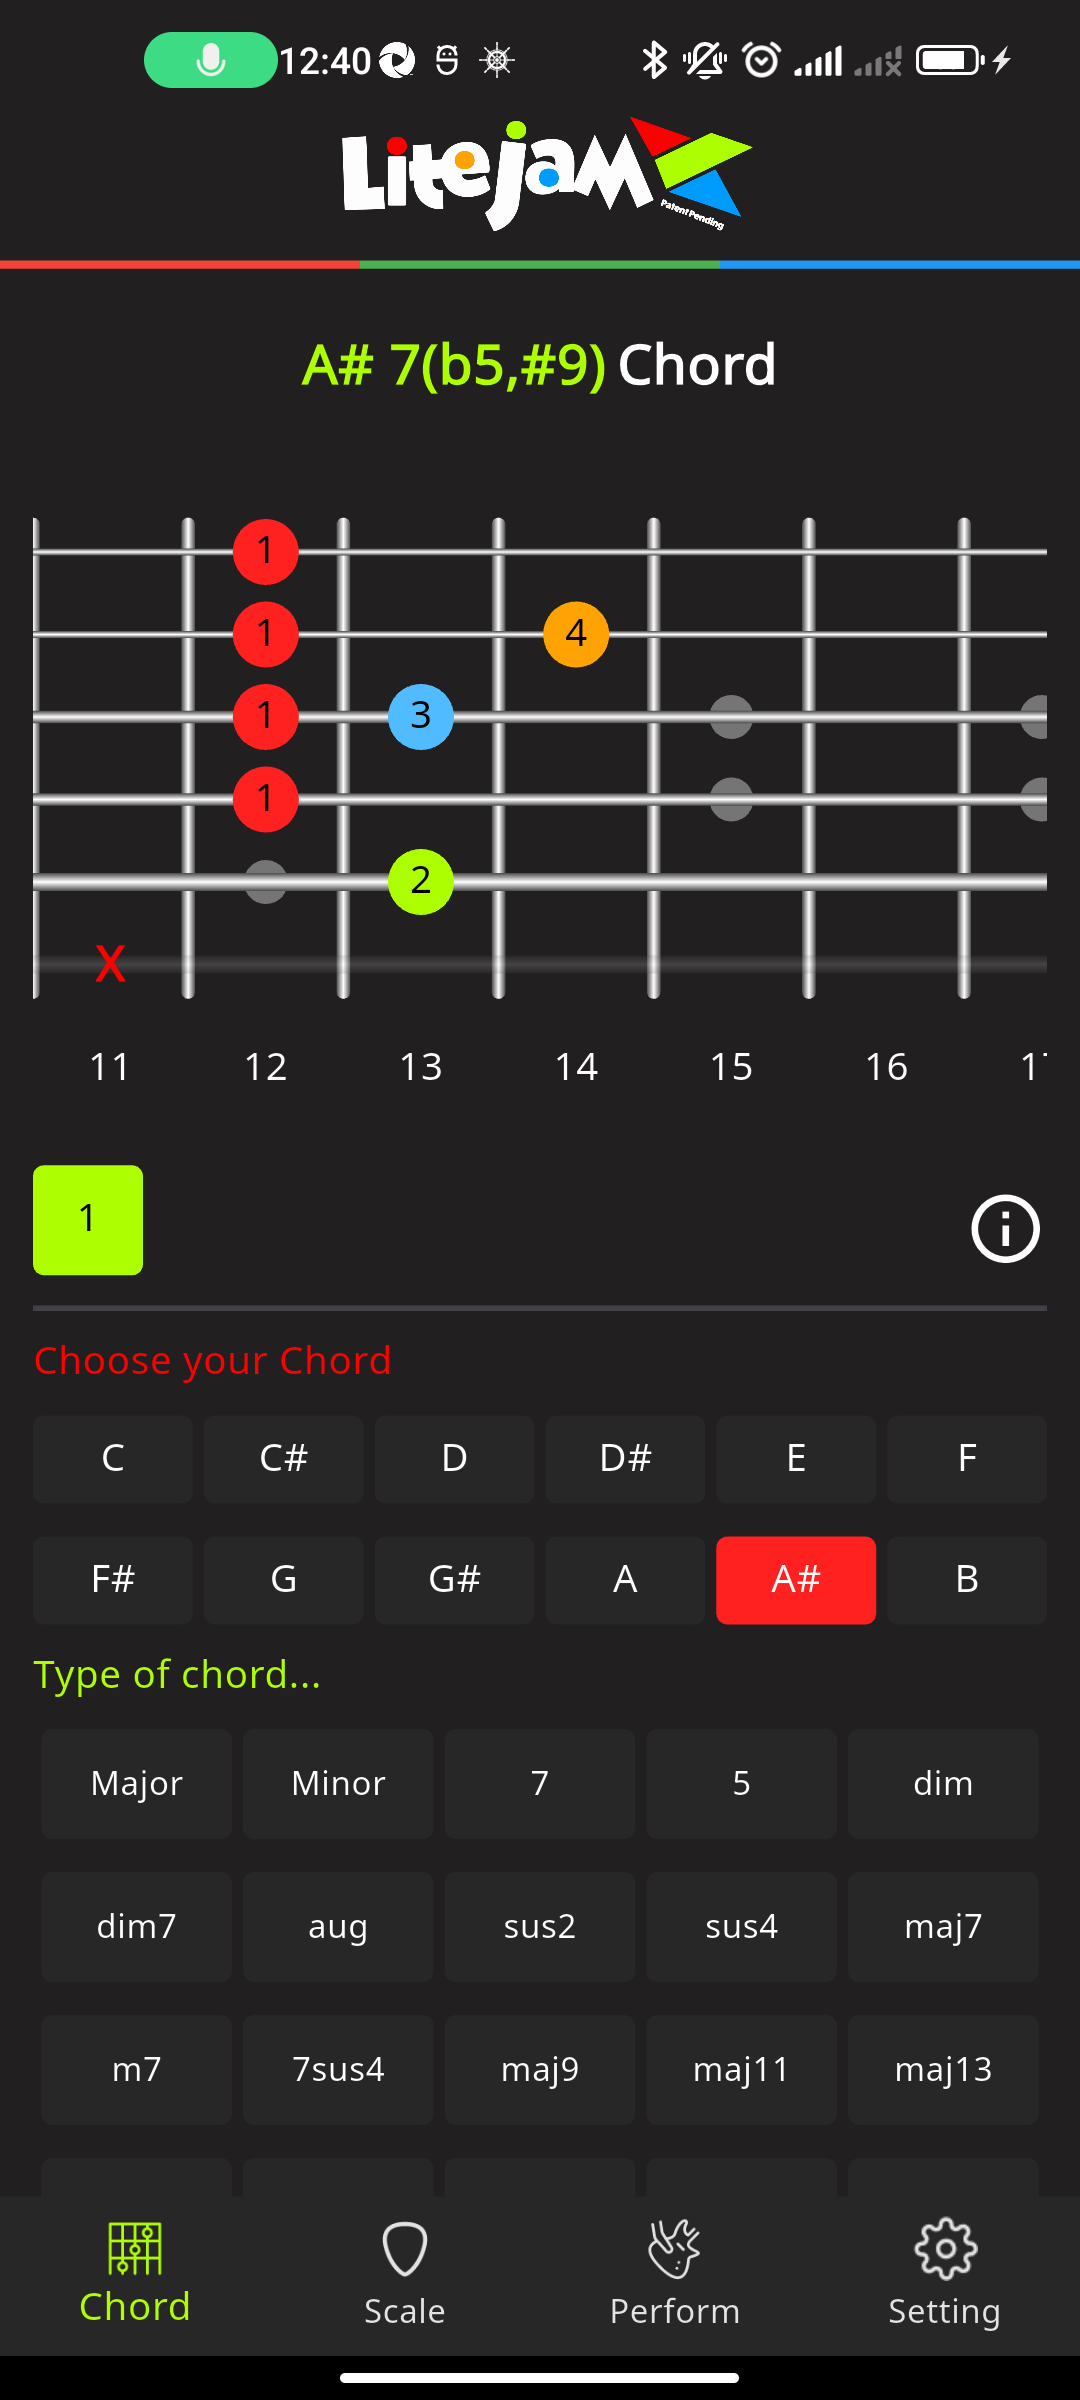 12:40
Litejam
Patent Pending
A# 7(b5,#9) Chord
1
1 4
1 3
1
2
X
11 12 13 14 15 16
1
Choose your Chord
C C# D D# E F
F# G G# A A# B
Type of chord...
Major Minor 7 5 dim
dim7 aug sus2 sus4 maj7
m7 7sus4 maj9 maj11 maj13
Chord Scale Perform Setting